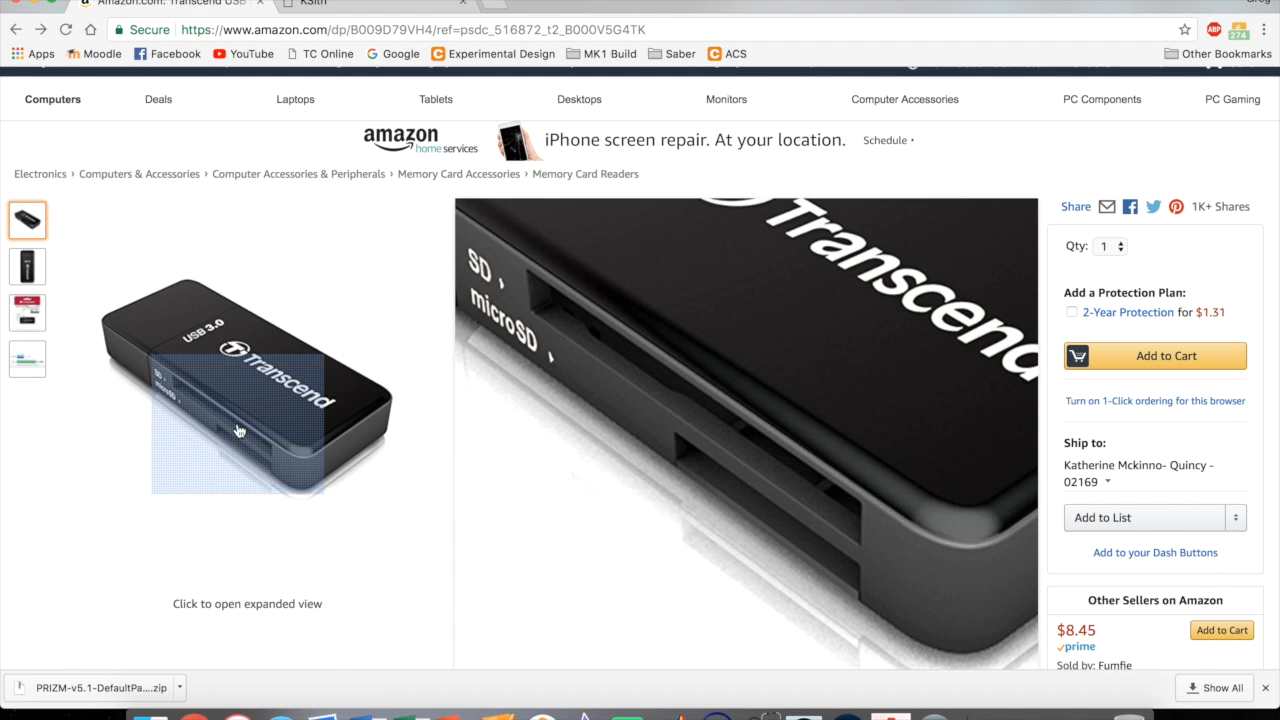 Amazon.com: Transcend USB
KSith
Greg
Secure https://www.amazon.com/dp/B009D79VH4/ref=psdc_516872_t2_B000V5G4TK
ABP
274
Apps Moodle Facebook YouTube TC Online Google Experimental Design MK1 Build Saber ACS Other Bookmarks
Computers Deals Laptops Tablets Desktops Monitors Computer Accessories PC Components PC Gaming
amazon
home services
iPhone screen repair. At your location. Schedule ›
Electronics › Computers & Accessories › Computer Accessories & Peripherals › Memory Card Accessories › Memory Card Readers
USB 3.0
Transcend
SD
microSD
Click to open expanded view
Transcend
SD
microSD
Share 1K+ Shares
Qty: 1
Add a Protection Plan:
2-Year Protection for $1.31
Add to Cart
Turn on 1-Click ordering for this browser
Ship to:
Katherine Mckinno- Quincy -
02169
Add to List
Add to your Dash Buttons
Other Sellers on Amazon
$8.45 Add to Cart
prime
Sold by: Fumfie
PRIZM-v5.1-DefaultPa....zip Show All